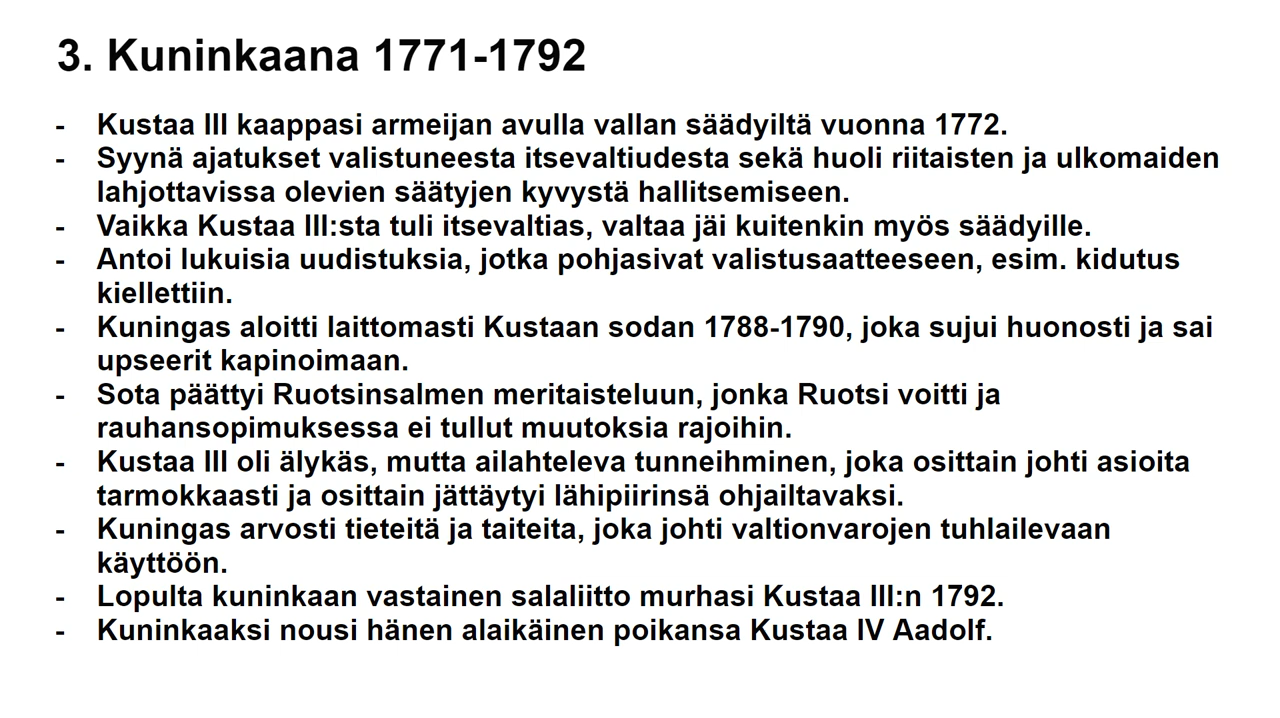 3. Kuninkaana 1771-1792
- Kustaa III kaappasi armeijan avulla vallan säädyiltä vuonna 1772.
- Syynä ajatukset valistuneesta itsevaltiudesta sekä huoli riitaisten ja ulkomaiden
lahjottavissa olevien säätyjen kyvystä hallitsemiseen.
- Vaikka Kustaa III:sta tuli itsevaltias, valtaa jäi kuitenkin myös säädyille.
- Antoi lukuisia uudistuksia, jotka pohjasivat valistusaatteeseen, esim. kidutus
kiellettiin.
- Kuningas aloitti laittomasti Kustaan sodan 1788-1790, joka sujui huonosti ja sai
upseerit kapinoimaan.
- Sota päättyi Ruotsinsalmen meritaisteluun, jonka Ruotsi voitti ja
rauhansopimuksessa ei tullut muutoksia rajoihin.
- Kustaa III oli älykäs, mutta ailahteleva tunneihminen, joka osittain johti asioita
tarmokkaasti ja osittain jättäytyi lähipiirinsä ohjailtavaksi.
- Kuningas arvosti tieteitä ja taiteita, joka johti valtionvarojen tuhlailevaan
käyttöön.
- Lopulta kuninkaan vastainen salaliitto murhasi Kustaa III:n 1792.
- Kuninkaaksi nousi hänen alaikäinen poikansa Kustaa IV Aadolf.